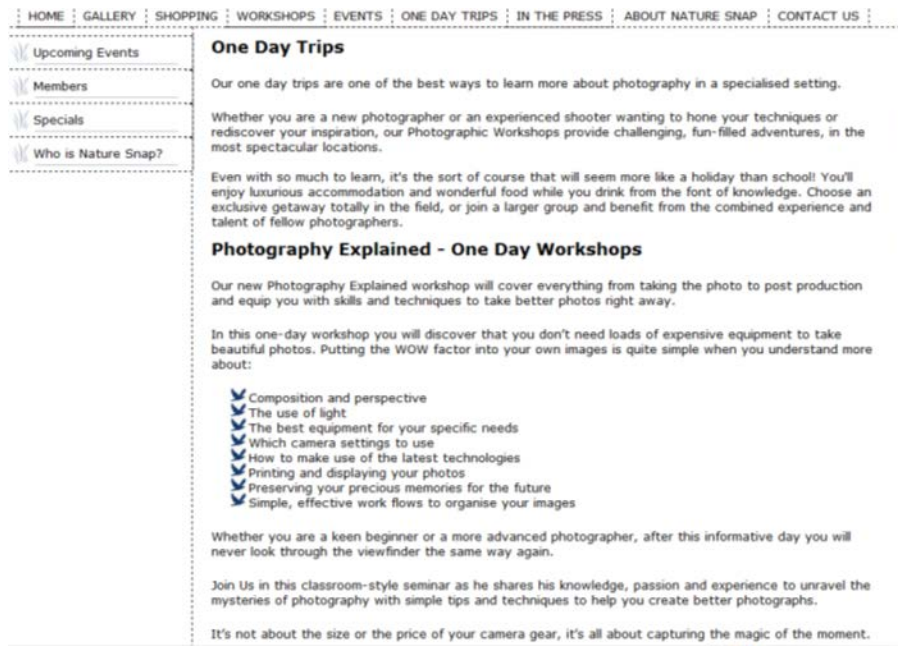 HOME GALLERY SHOPPING WORKSHOPS EVENTS ONE DAY TRIPS IN THE PRESS ABOUT NATURE SNAP CONTACT US
Upcoming Events
Members
Specials
Who is Nature Snap?
One Day Trips
Our one day trips are one of the best ways to learn more about photography in a specialised setting.
Whether you are a new photographer or an experienced shooter wanting to hone your techniques or
rediscover your inspiration, our Photographic Workshops provide challenging, fun-filled adventures, in the
most spectacular locations.
Even with so much to learn, it's the sort of course that will seem more like a holiday than school! You'll
enjoy luxurious accommodation and wonderful food while you drink from the font of knowledge. Choose an
exclusive getaway totally in the field, or join a larger group and benefit from the combined experience and
talent of fellow photographers.
Photography Explained - One Day Workshops
Our new Photography Explained workshop will cover everything from taking the photo to post production
and equip you with skills and techniques to take better photos right away.
In this one-day workshop you will discover that you don't need loads of expensive equipment to take
beautiful photos. Putting the WOW factor into your own images is quite simple when you understand more
about:
Composition and perspective
The use of light
The best equipment for your specific needs
Which camera settings to use
How to make use of the latest technologies
Printing and displaying your photos
Preserving your precious memories for the future
Simple, effective work flows to organise your images
Whether you are a keen beginner or a more advanced photographer, after this informative day you will
never look through the viewfinder the same way again.
Join Us in this classroom-style seminar as he shares his knowledge, passion and experience to unravel the
mysteries of photography with simple tips and techniques to help you create better photographs.
It's not about the size or the price of your camera gear, it's all about capturing the magic of the moment.